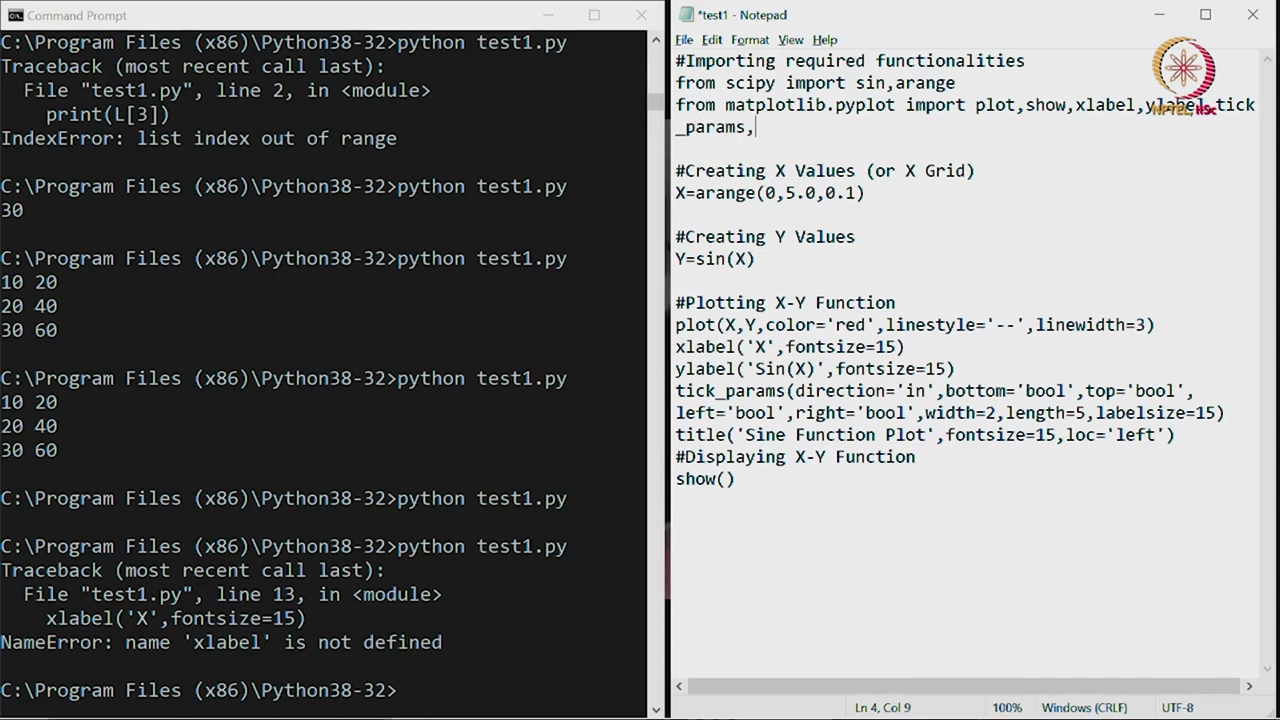 Command Prompt
C:\Program Files (x86)\Python38-32>python test1.py
Traceback (most recent call last):
  File "test1.py", line 2, in <module>
    print(L[3])
IndexError: list index out of range
C:\Program Files (x86)\Python38-32>python test1.py
30
C:\Program Files (x86)\Python38-32>python test1.py
10 20
20 40
30 60
C:\Program Files (x86)\Python38-32>python test1.py
10 20
20 40
30 60
C:\Program Files (x86)\Python38-32>python test1.py
C:\Program Files (x86)\Python38-32>python test1.py
Traceback (most recent call last):
  File "test1.py", line 13, in <module>
    xlabel('X',fontsize=15)
NameError: name 'xlabel' is not defined
C:\Program Files (x86)\Python38-32>
*test1 - Notepad
File Edit Format View Help
#Importing required functionalities
from scipy import sin,arange
from matplotlib.pyplot import plot,show,xlabel,ylabel,tick
_params,
#Creating X Values (or X Grid)
X=arange(0,5.0,0.1)
#Creating Y Values
Y=sin(X)
#Plotting X-Y Function
plot(X,Y,color='red',linestyle='--',linewidth=3)
xlabel('X',fontsize=15)
ylabel('Sin(X)',fontsize=15)
tick_params(direction='in',bottom='bool',top='bool',
left='bool',right='bool',width=2,length=5,labelsize=15)
title('Sine Function Plot',fontsize=15,loc='left')
#Displaying X-Y Function
show()
Ln 4, Col 9 100% Windows (CRLF) UTF-8
NPTEL, IISc